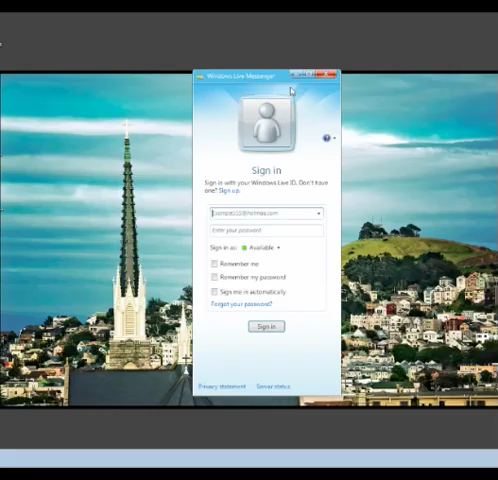 Windows Live Messenger
Sign in
Sign in with your Windows Live ID. Don't have
one? Sign up.
example555@hotmail.com
Enter your password
Sign in as: Available
Remember me
Remember my password
Sign me in automatically
Forgot your password?
Sign in
Privacy statement Server status